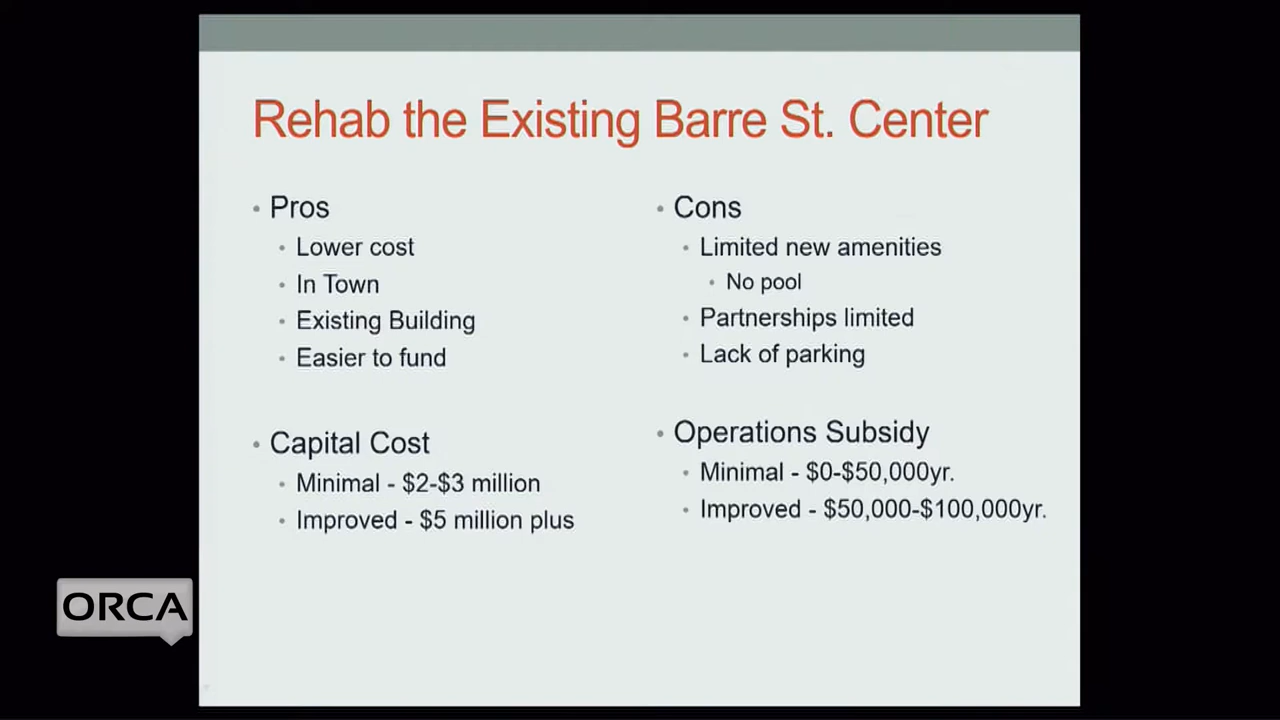 Rehab the Existing Barre St. Center
• Pros
• Lower cost
• In Town
• Existing Building
• Easier to fund
• Capital Cost
• Minimal - $2-$3 million
• Improved - $5 million plus
• Cons
• Limited new amenities
• No pool
• Partnerships limited
• Lack of parking
• Operations Subsidy
• Minimal - $0-$50,000yr.
• Improved - $50,000-$100,000yr.
ORCA